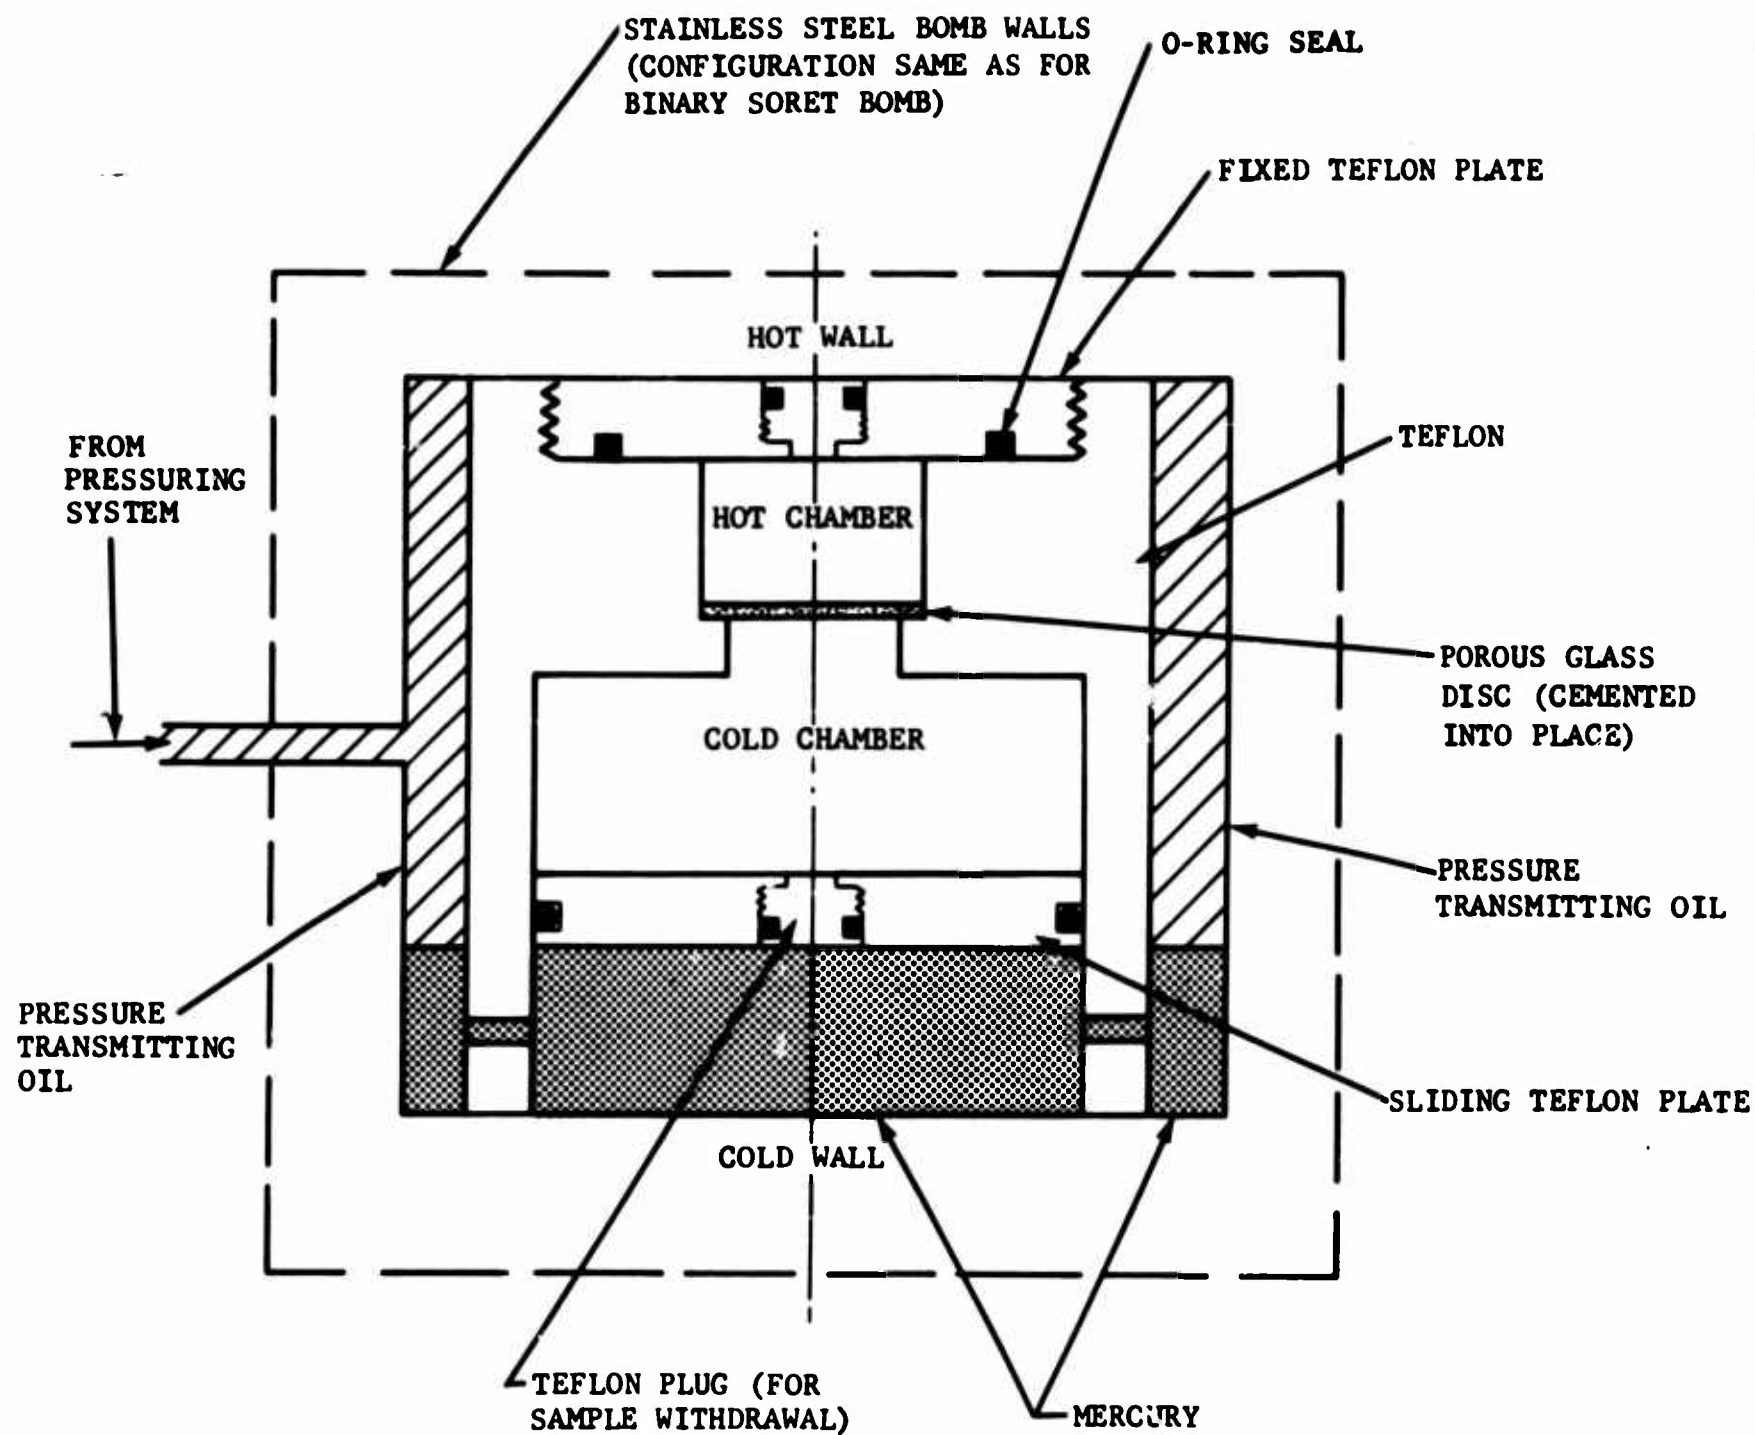 STAINLESS STEEL BOMB WALLS
(CONFIGURATION SAME AS FOR
BINARY SORET BOMB)
O-RING SEAL
FIXED TEFLON PLATE
HOT WALL
FROM
PRESSURING
SYSTEM
TEFLON
HOT CHAMBER
POROUS GLASS
DISC (CEMENTED
INTO PLACE)
COLD CHAMBER
PRESSURE
TRANSMITTING OIL
PRESSURE
TRANSMITTING
OIL
SLIDING TEFLON PLATE
COLD WALL
TEFLON PLUG (FOR
SAMPLE WITHDRAWAL)
MERCURY